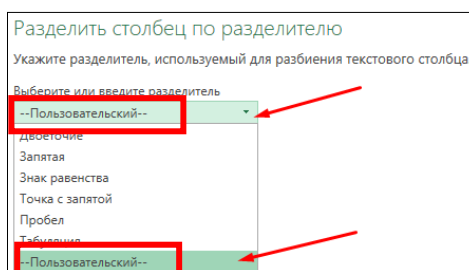 Разделить столбец по разделителю
Укажите разделитель, используемый для разбиения текстового столбца
Выберите или введите разделитель
--Пользовательский--
Двоеточие
Запятая
Знак равенства
Точка с запятой
Пробел
Табуляция
--Пользовательский--